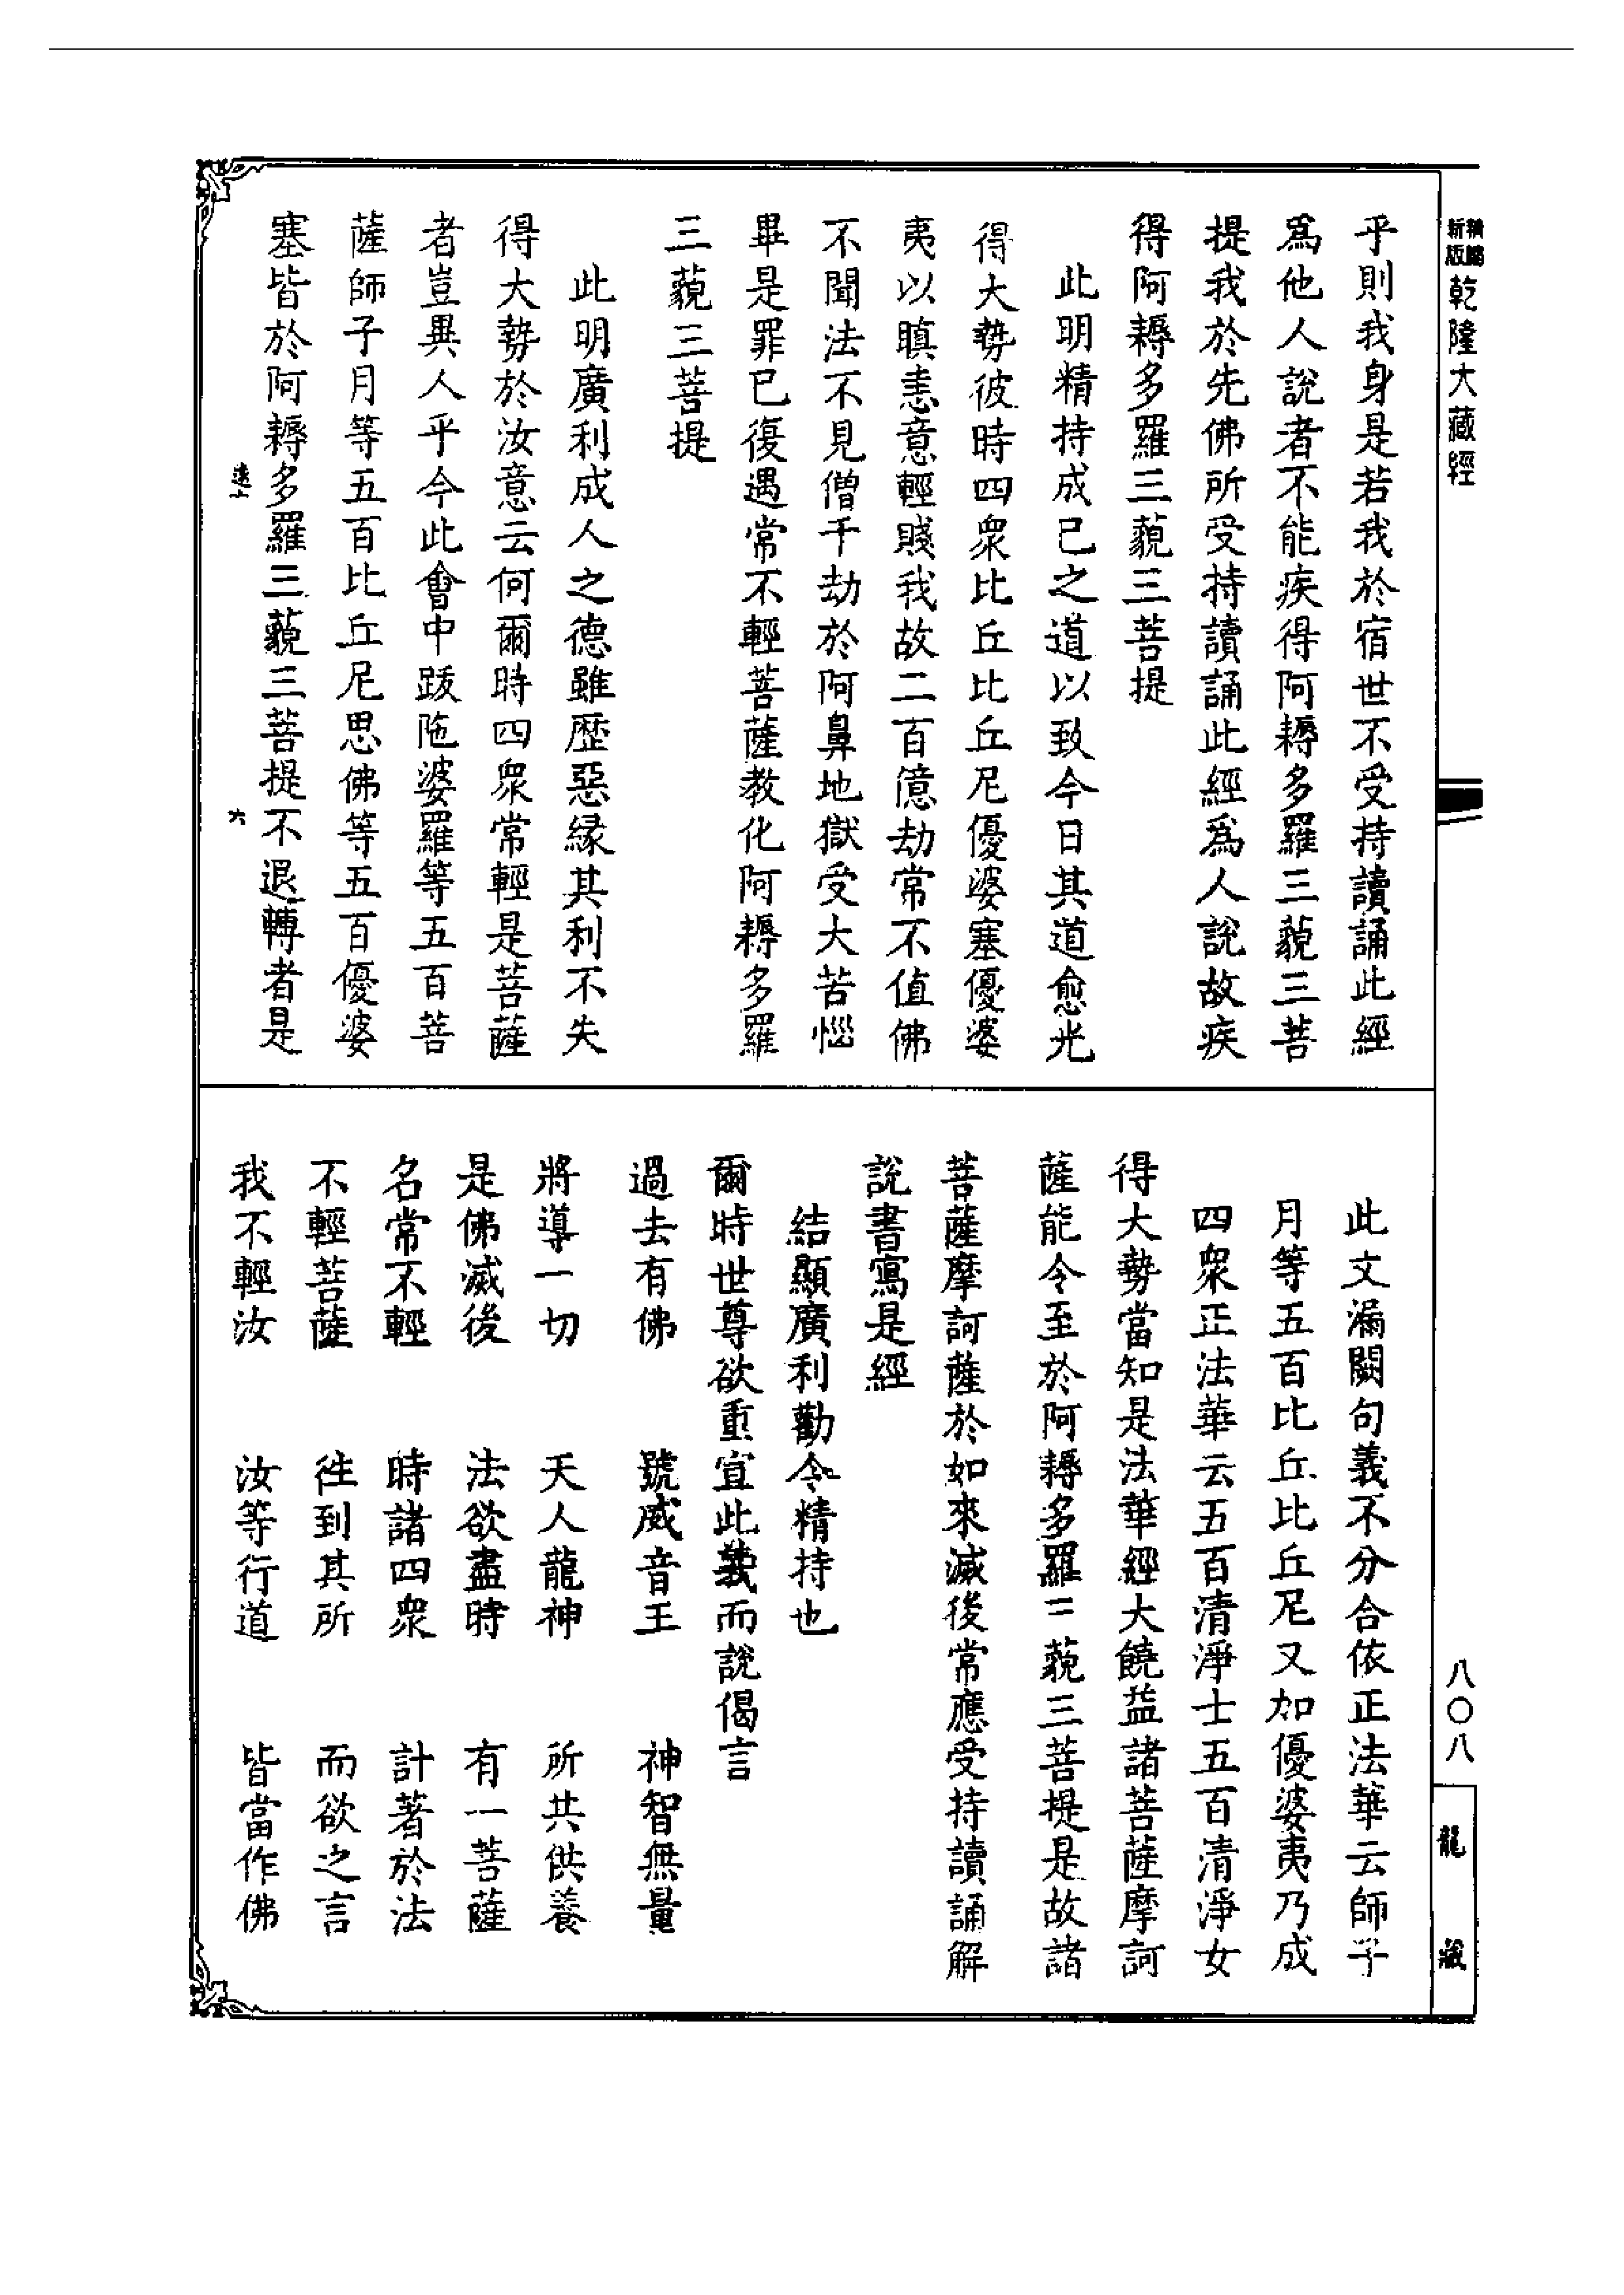 新版
精縮
乾隆大藏經
乎則我身是若我於宿世不受持讀誦此經
爲他人說者不能疾得阿耨多羅三藐三菩
提我於先佛所受持讀誦此經爲人說故疾
得阿耨多羅三藐三菩提
此明精持成已之道以致今日其道愈光
得大勢彼時四眾比丘比丘尼優婆塞優婆
夷以瞋恚意輕賤我故二百億劫常不值佛
不聞法不見僧千劫於阿鼻地獄受大苦惱
畢是罪已復遇常不輕菩薩教化阿耨多羅
三藐三菩提
此明廣利成人之德雖歷惡緣其利不失
得大勢於汝意云何爾時四眾常輕是菩薩
者豈異人乎今此會中跋陁婆羅等五百菩
薩師子月等五百比丘尼思佛等五百優婆
塞皆於阿耨多羅三藐三菩提不退轉者是
六
此文漏闕句義不分合依正法華云師子
月等五百比丘比丘尼又加優婆夷乃成
四眾正法華云五百清淨士五百清淨女
得大勢當知是法華經大饒益諸菩薩摩訶
薩能令至於阿耨多羅三藐三菩提是故諸
菩薩摩訶薩於如來滅後常應受持讀誦解
說書寫是經
結顯廣利勸令精持也
爾時世尊欲重宣此義而說偈言
過去有佛 號威音王 神智無量
將導一切 天人龍神 所共供養
是佛滅後 法欲盡時 有一菩薩
名常不輕 時諸四眾 計著於法
不輕菩薩 往到其所 而欲之言
我不輕汝 汝等行道 皆當作佛
八〇八
龍藏